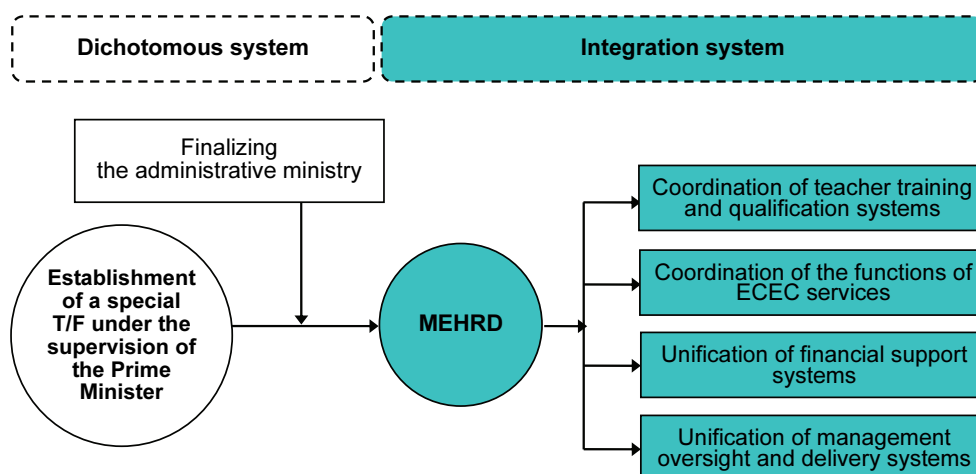 Dichotomous system
Integration system
Finalizing
the administrative ministry
Establishment
of a special
T/F under the
supervision of
the Prime
Minister
MEHRD
Coordination of teacher training
and qualification systems
Coordination of the functions of
ECEC services
Unification of financial support
systems
Unification of management
oversight and delivery systems